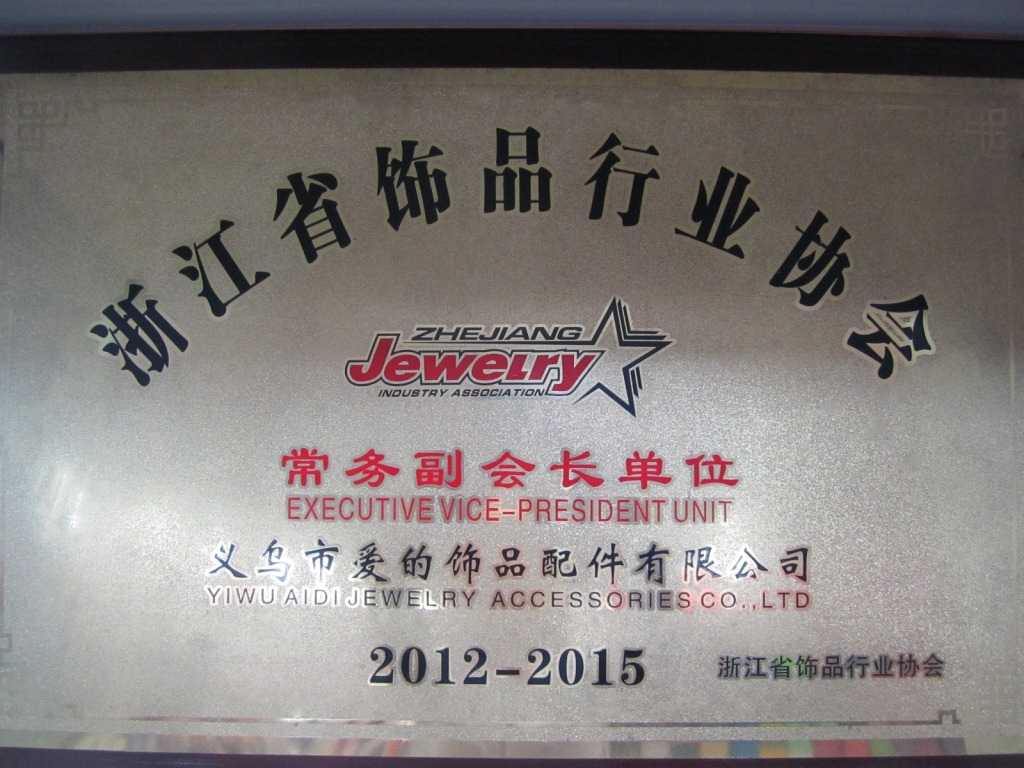 浙江省饰品行业协会
ZHEJIANG
Jewelry
INDUSTRY ASSOCIATION
常务副会长单位
EXECUTIVE VICE-PRESIDENT UNIT
义乌市爱的饰品配件有限公司
YIWU AIDI JEWELRY ACCESSORIES CO.,LTD
2012-2015
浙江省饰品行业协会